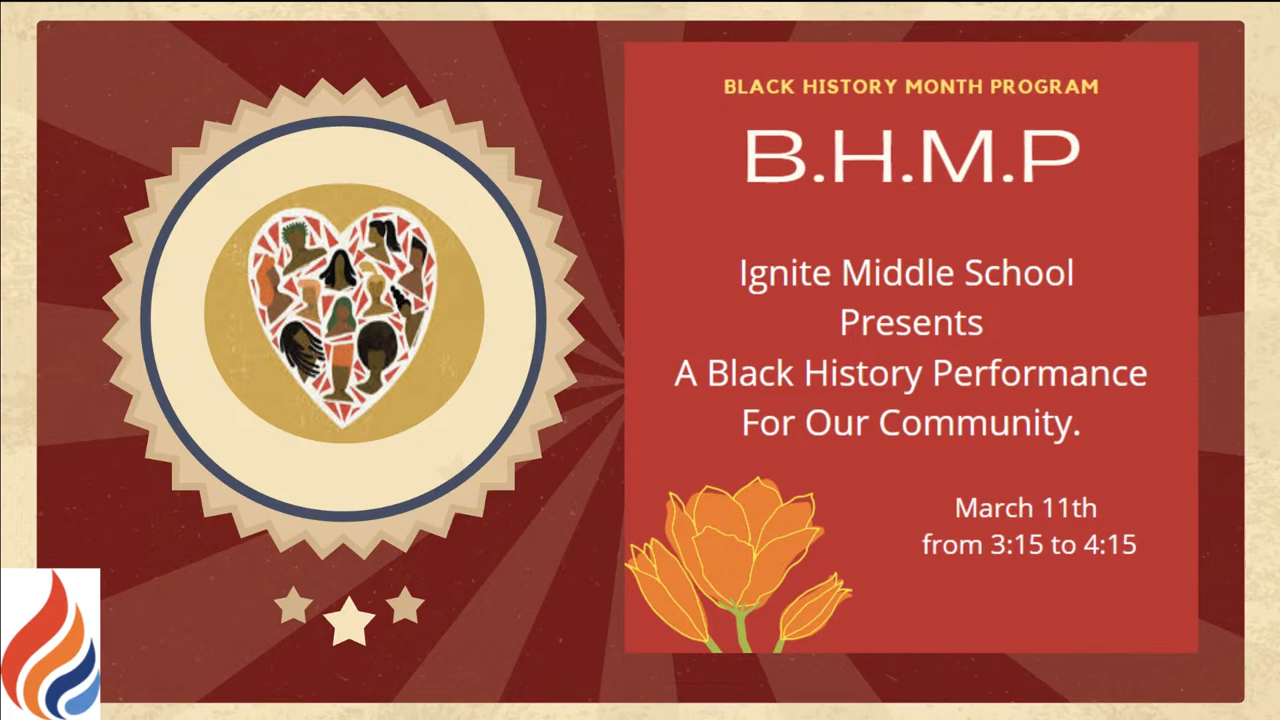 BLACK HISTORY MONTH PROGRAM
B.H.M.P
Ignite Middle School
Presents
A Black History Performance
For Our Community.
March 11th
from 3:15 to 4:15